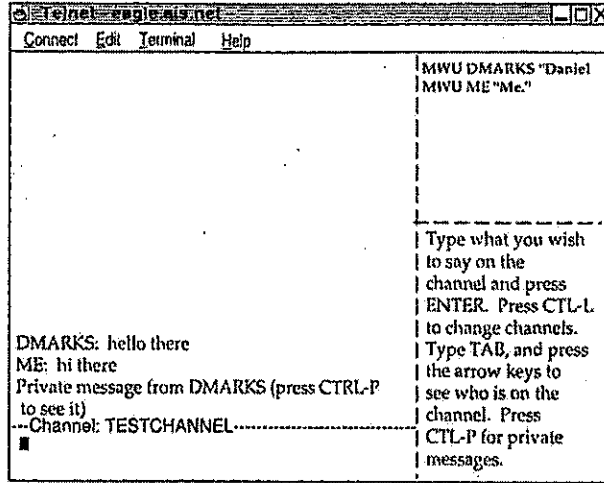 Telnet - eagle.mis.net
Connect Edit Terminal Help
MWU DMARKS "Daniel
MWU ME "Me."
Type what you wish
to say on the
channel and press
ENTER. Press CTL-L
to change channels.
Type TAB, and press
the arrow keys to
see who is on the
channel. Press
CTL-P for private
messages.
DMARKS: hello there
ME: hi there
Private message from DMARKS (press CTRL-P
to see it)
---Channel: TESTCHANNEL---